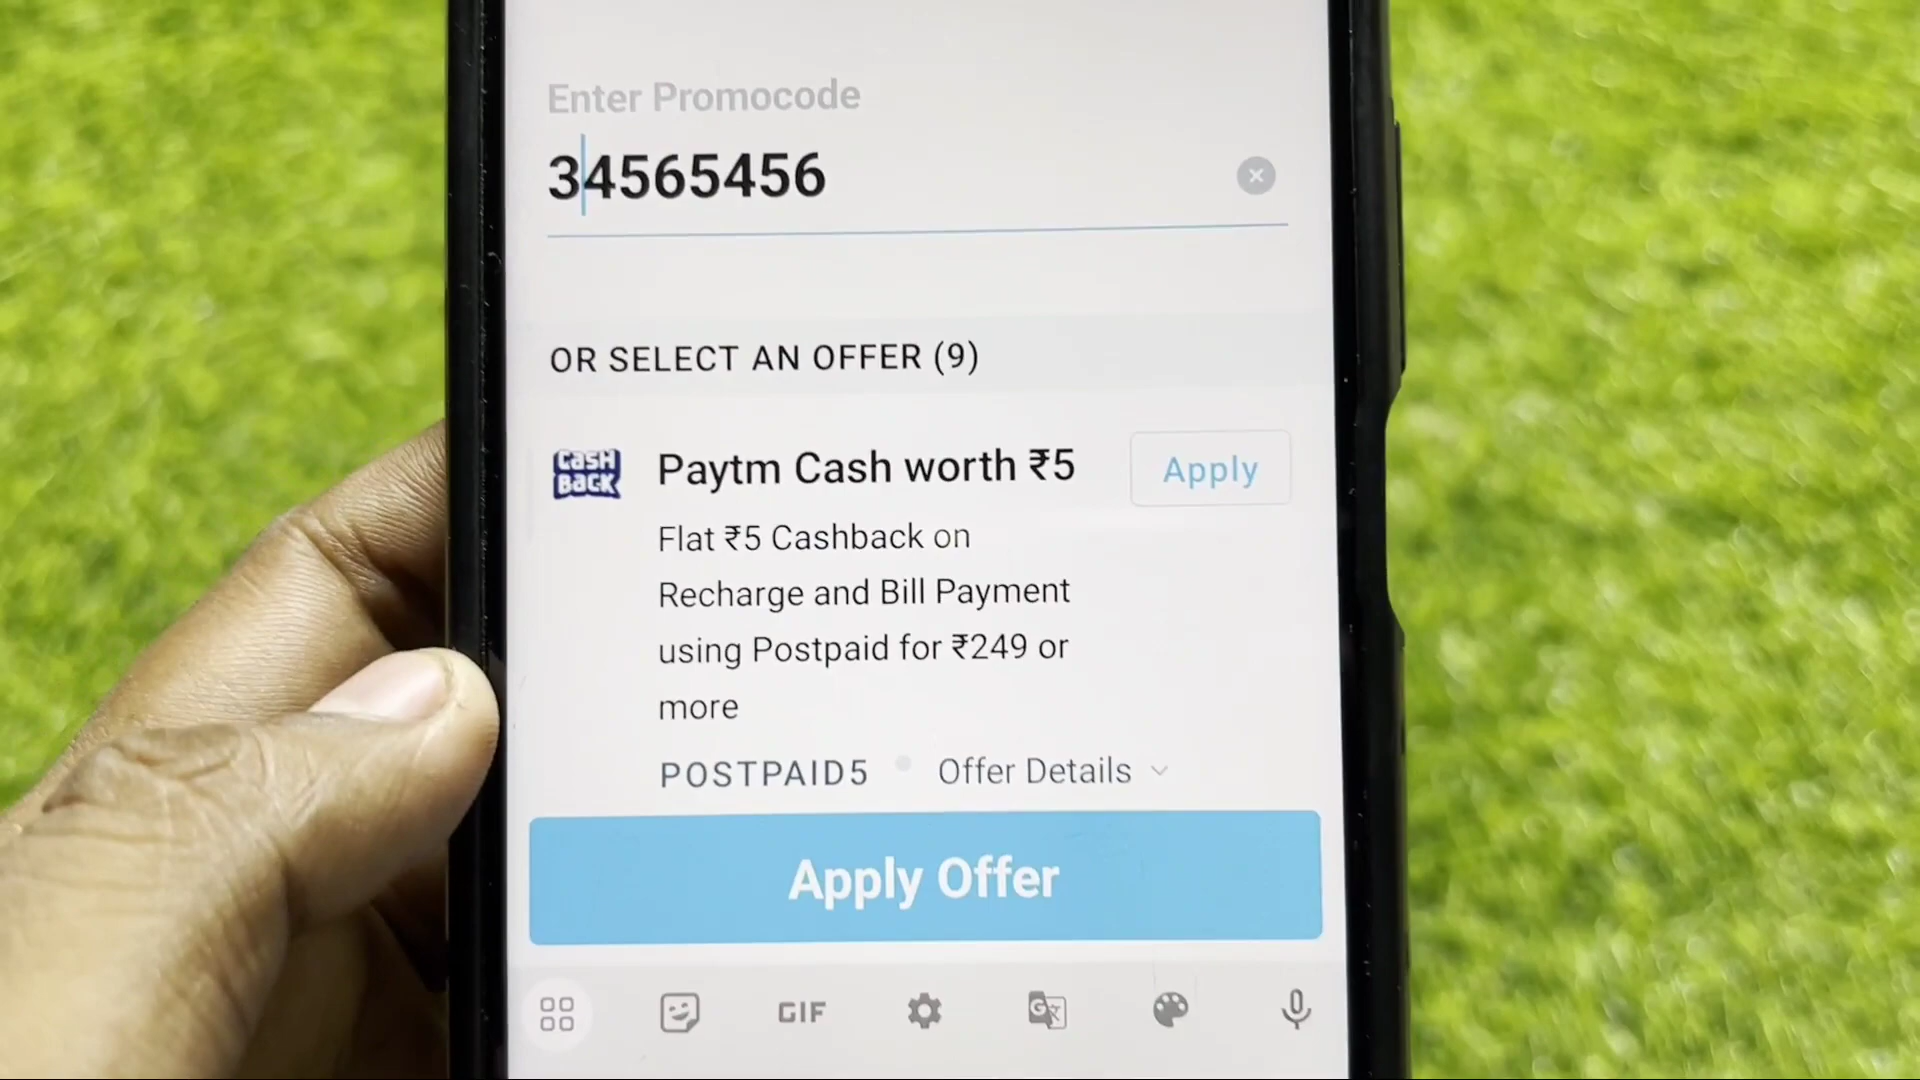 Enter Promocode
34565456
OR SELECT AN OFFER (9)
CASH
BACK
Paytm Cash worth ₹5
Apply
Flat ₹5 Cashback on
Recharge and Bill Payment
using Postpaid for ₹249 or
more
POSTPAID5
Offer Details
Apply Offer
GIF
G